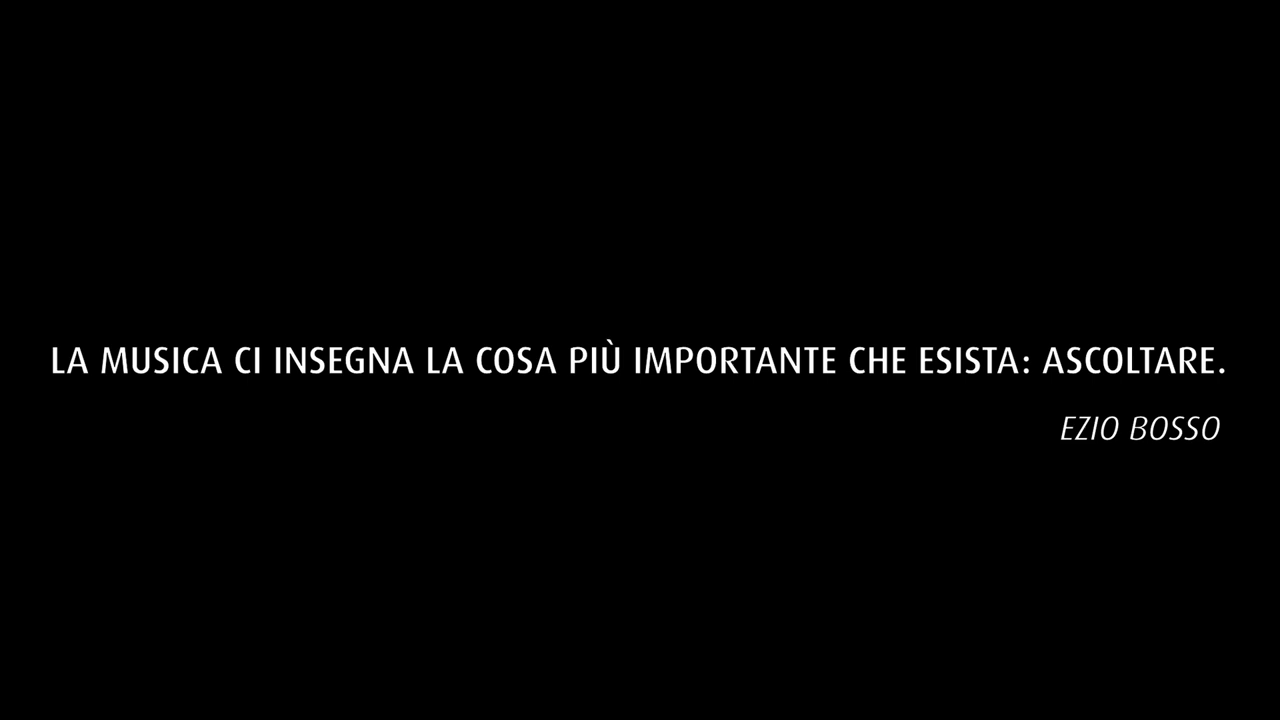 LA MUSICA CI INSEGNA LA COSA PIÙ IMPORTANTE CHE ESISTA: ASCOLTARE.
EZIO BOSSO